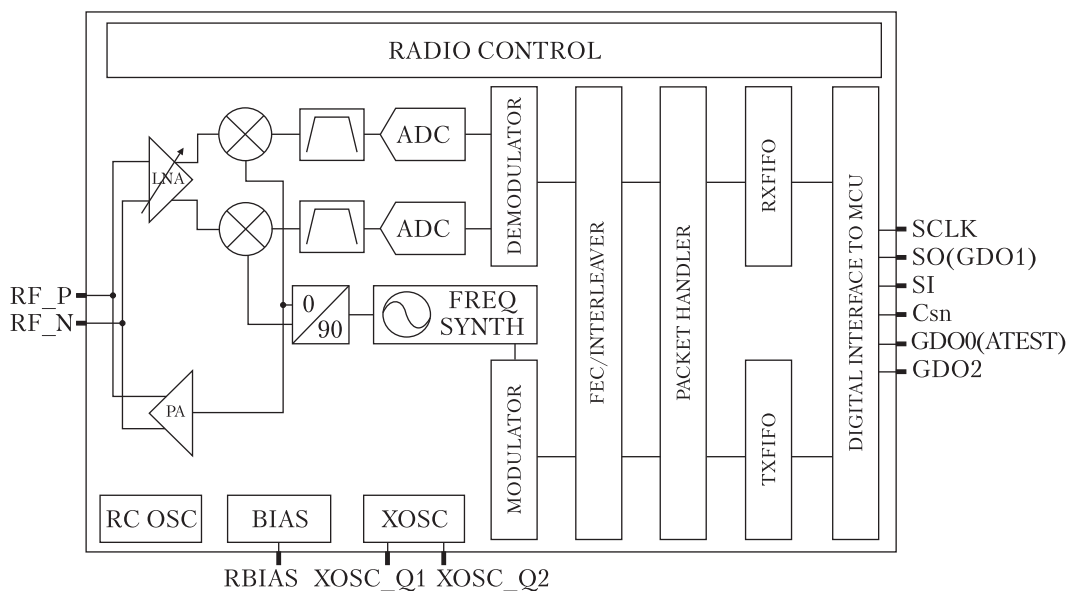 RADIO CONTROL
LNA
ADC
ADC
DEMODULATOR
FEC/INTERLEAVER
PACKET HANDLER
RXFIFO
DIGITAL INTERFACE TO MCU
SCLK
SO(GDO1)
SI
Csn
GDO0(ATEST)
GDO2
RF_P
RF_N
0
90
FREQ
SYNTH
PA
MODULATOR
TXFIFO
RC OSC
BIAS
XOSC
RBIAS
XOSC_Q1
XOSC_Q2